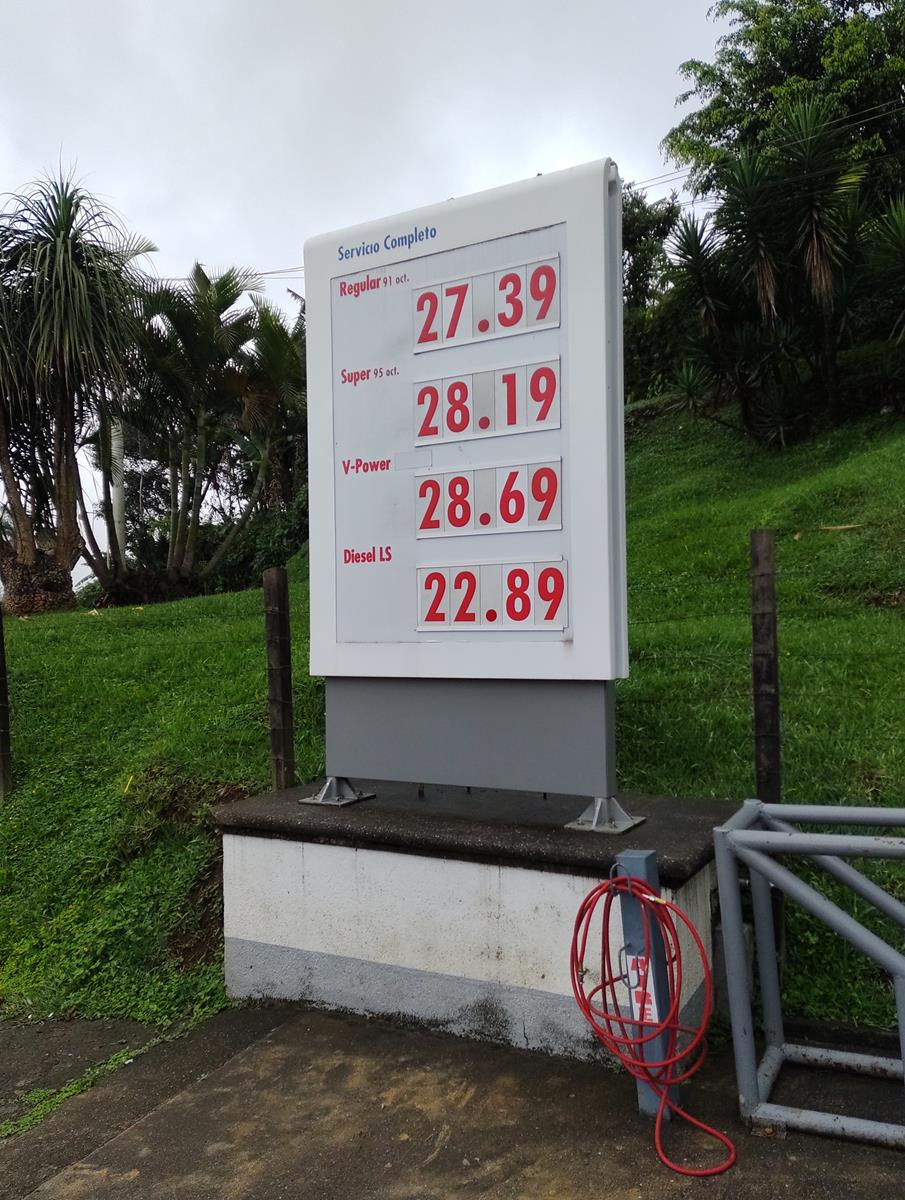 Servicio Completo
Regular 91 oct.
27.39
Super 95 oct.
28.19
V-Power
28.69
Diesel LS
22.89